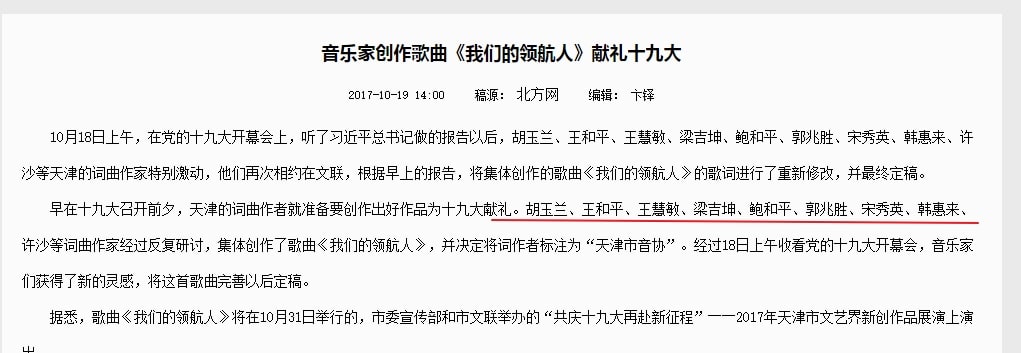 音乐家创作歌曲《我们的领航人》献礼十九大
2017-10-19 14:00 稿源： 北方网 编辑： 卞铎
10月18日上午，在党的十九大开幕会上，听了习近平总书记做的报告以后，胡玉兰、王和平、王慧敏、梁吉坤、鲍和平、郭兆胜、宋秀英、韩惠来、许
沙等天津的词曲作家特别激动，他们再次相约在文联，根据早上的报告，将集体创作的歌曲《我们的领航人》的歌词进行了重新修改，并最终定稿。
早在十九大召开前夕，天津的词曲作者就准备要创作出好作品为十九大献礼。胡玉兰、王和平、王慧敏、梁吉坤、鲍和平、郭兆胜、宋秀英、韩惠来、
许沙等词曲作家经过反复研讨，集体创作了歌曲《我们的领航人》，并决定将词作者标注为“天津市音协”。经过18日上午收看党的十九大开幕会，音乐家
们获得了新的灵感，将这首歌曲完善以后定稿。
据悉，歌曲《我们的领航人》将在10月31日举行的，市委宣传部和市文联举办的“共庆十九大再赴新征程”——2017年天津市文艺界新创作品展演上演